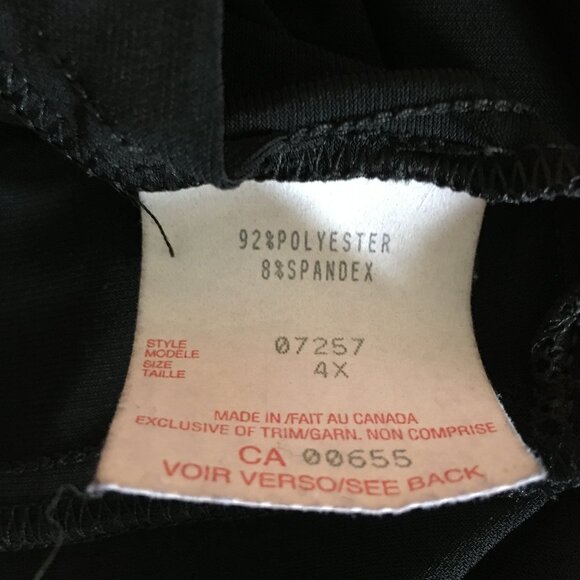 92%POLYESTER
8%SPANDEX
STYLE
MODÈLE 07257
SIZE
TAILLE 4X
MADE IN /FAIT AU CANADA
EXCLUSIVE OF TRIM/GARN. NON COMPRISE
CA 00655
VOIR VERSO/SEE BACK